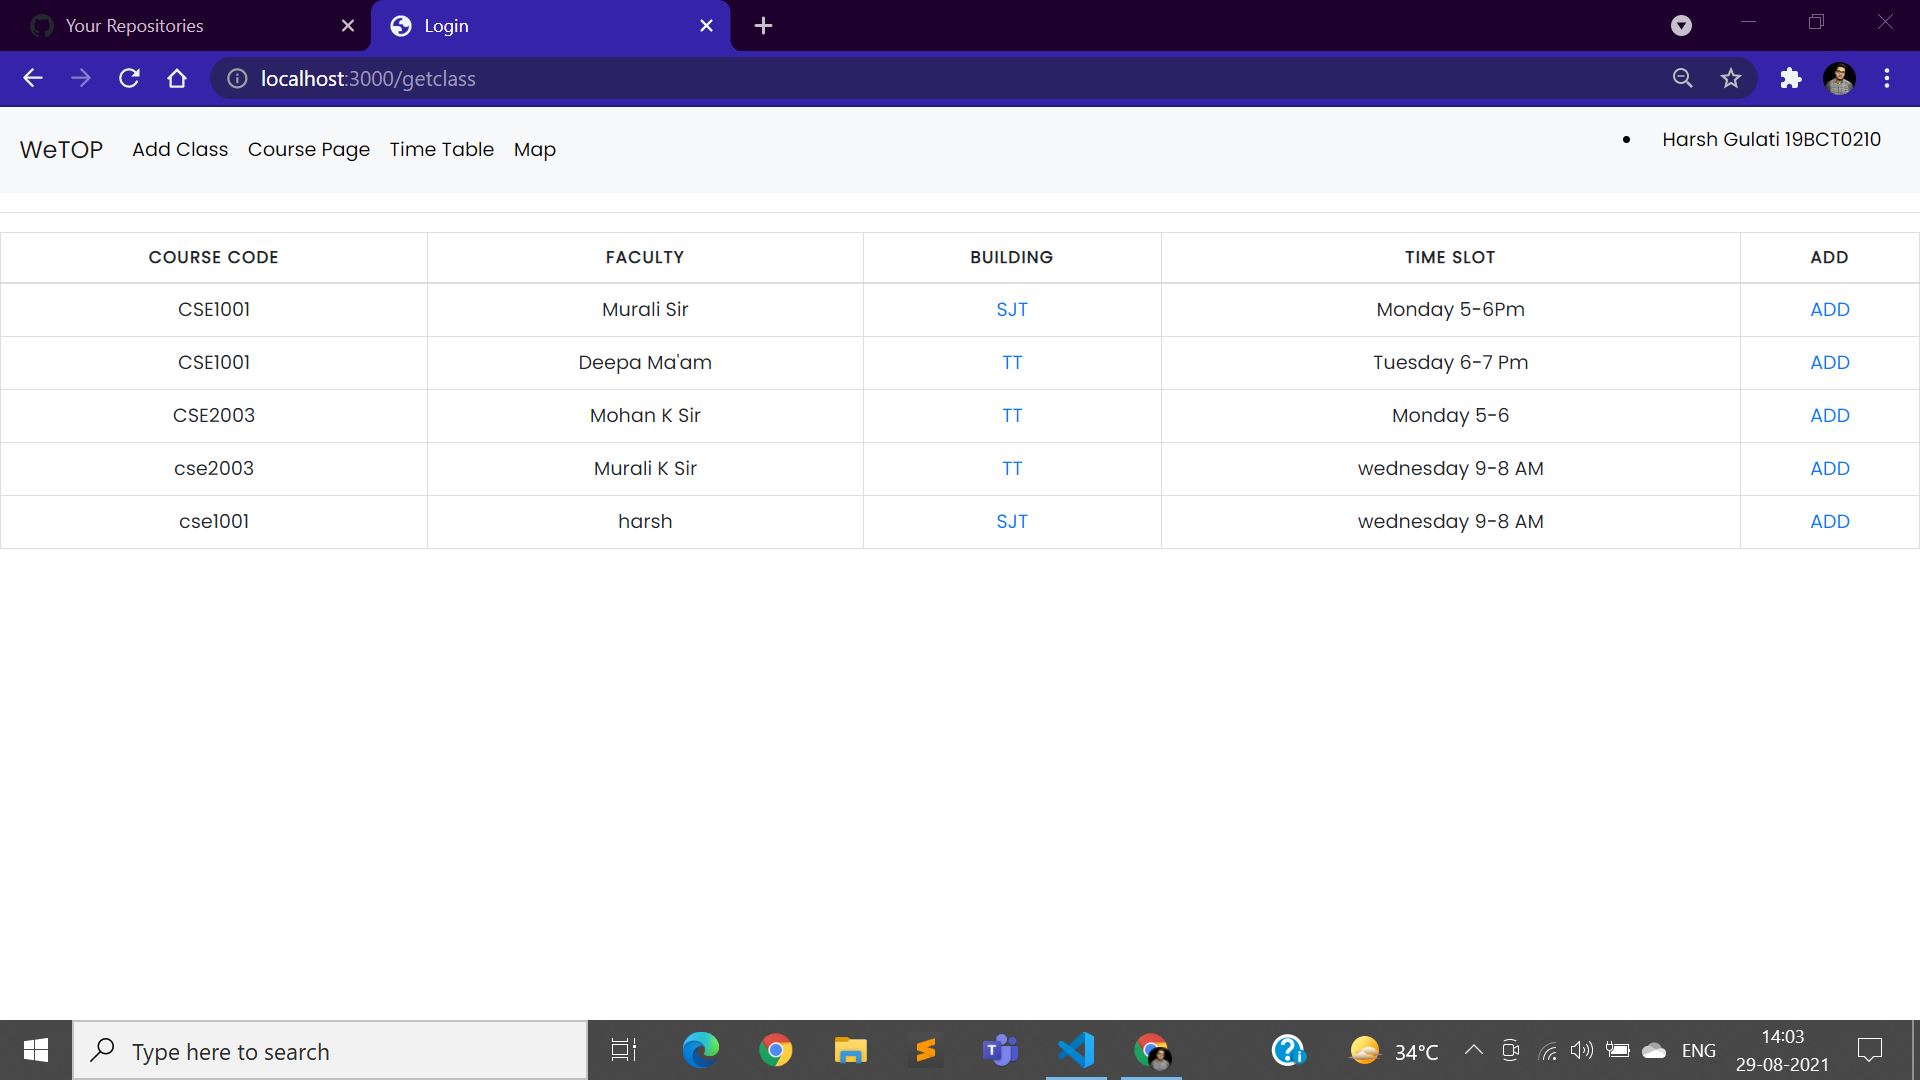 Your Repositories
Login
localhost:3000/getclass
WeTOP Add Class Course Page Time Table Map
Harsh Gulati 19BCT0210
COURSE CODE FACULTY BUILDING TIME SLOT ADD
CSE1001 Murali Sir SJT Monday 5-6Pm ADD
CSE1001 Deepa Ma'am TT Tuesday 6-7 Pm ADD
CSE2003 Mohan K Sir TT Monday 5-6 ADD
cse2003 Murali K Sir TT wednesday 9-8 AM ADD
cse1001 harsh SJT wednesday 9-8 AM ADD
Type here to search
34°C
ENG
14:03
29-08-2021